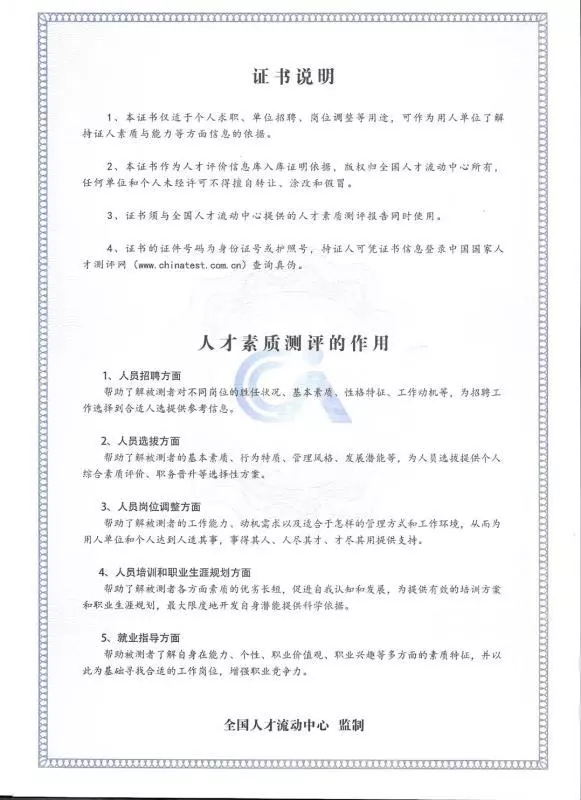 证书说明
1、本证书仅适于个人求职、单位招聘、岗位调整等用途，可作为用人单位了解
持证人素质与能力等方面信息的依据。
2、本证书作为人才评价信息库入库证明依据，版权归全国人才流动中心所有，
任何单位和个人未经许可不得擅自转让、涂改和假冒。
3、证书须与全国人才流动中心提供的人才素质测评报告同时使用。
4、证书的证件号码为身份证号或护照号，持证人可凭证书信息登录中国国家人
才测评网（www.chinatest.com.cn）查询真伪。
人才素质测评的作用
1、人员招聘方面
帮助了解被测者对不同岗位的胜任状况、基本素质、性格特征、工作动机等，为招聘工
作选择到合适人选提供参考信息。
2、人员选拔方面
帮助了解被测者的基本素质、行为特质、管理风格、发展潜能等，为人员选拔提供个人
综合素质评价、职务晋升等选择性方案。
3、人员岗位调整方面
帮助了解被测者的工作能力、动机需求以及适合于怎样的管理方式和工作环境，从而为
用人单位和个人达到人适其事，事得其人、人尽其才、才尽其用提供支持。
4、人员培训和职业生涯规划方面
帮助了解被测者各方面素质的优劣长短，促进自我认知和发展，为提供有效的培训方案
和职业生涯规划，最大限度地开发自身潜能提供科学依据。
5、就业指导方面
帮助被测者了解自身在能力、个性、职业价值观、职业兴趣等多方面的素质特征，并以
此为基础寻找合适的工作岗位，增强职业竞争力。
全国人才流动中心 监制